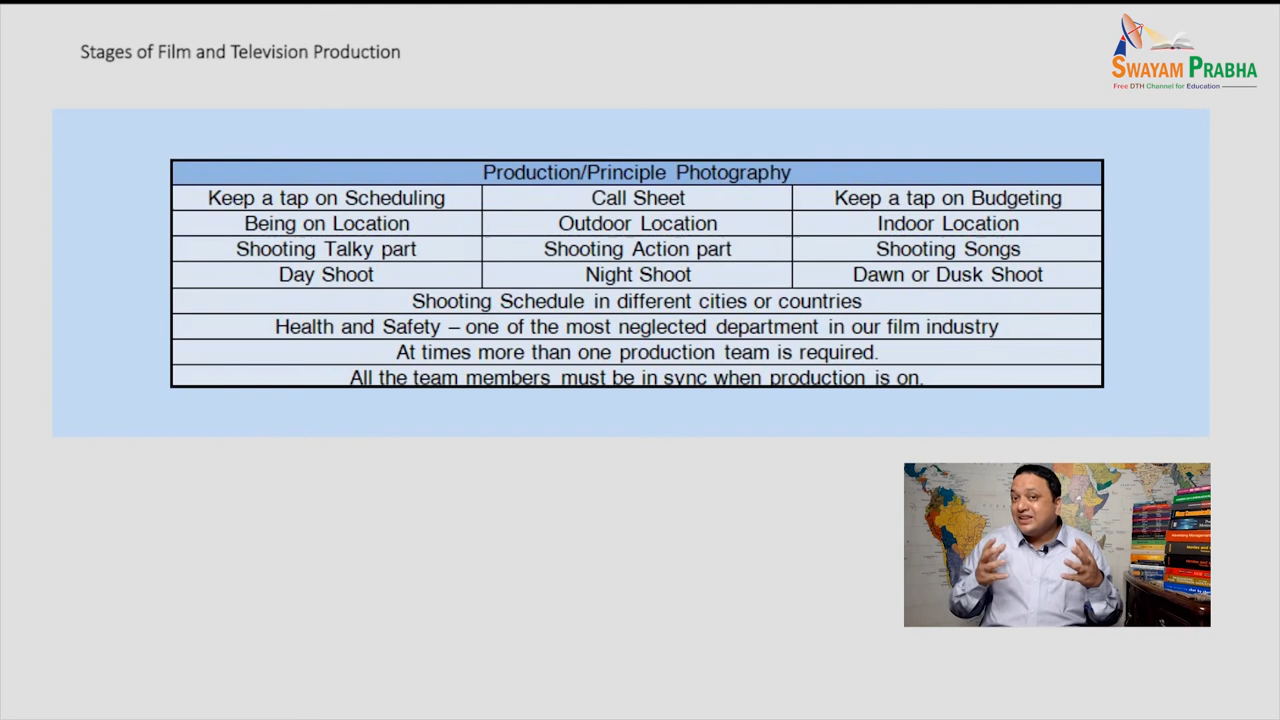 Stages of Film and Television Production
SWAYAM PRABHA
Free DTH Channel for Education
Production/Principle Photography
Keep a tap on Scheduling Call Sheet Keep a tap on Budgeting
Being on Location Outdoor Location Indoor Location
Shooting Talky part Shooting Action part Shooting Songs
Day Shoot Night Shoot Dawn or Dusk Shoot
Shooting Schedule in different cities or countries
Health and Safety – one of the most neglected department in our film industry
At times more than one production team is required.
All the team members must be in sync when production is on.